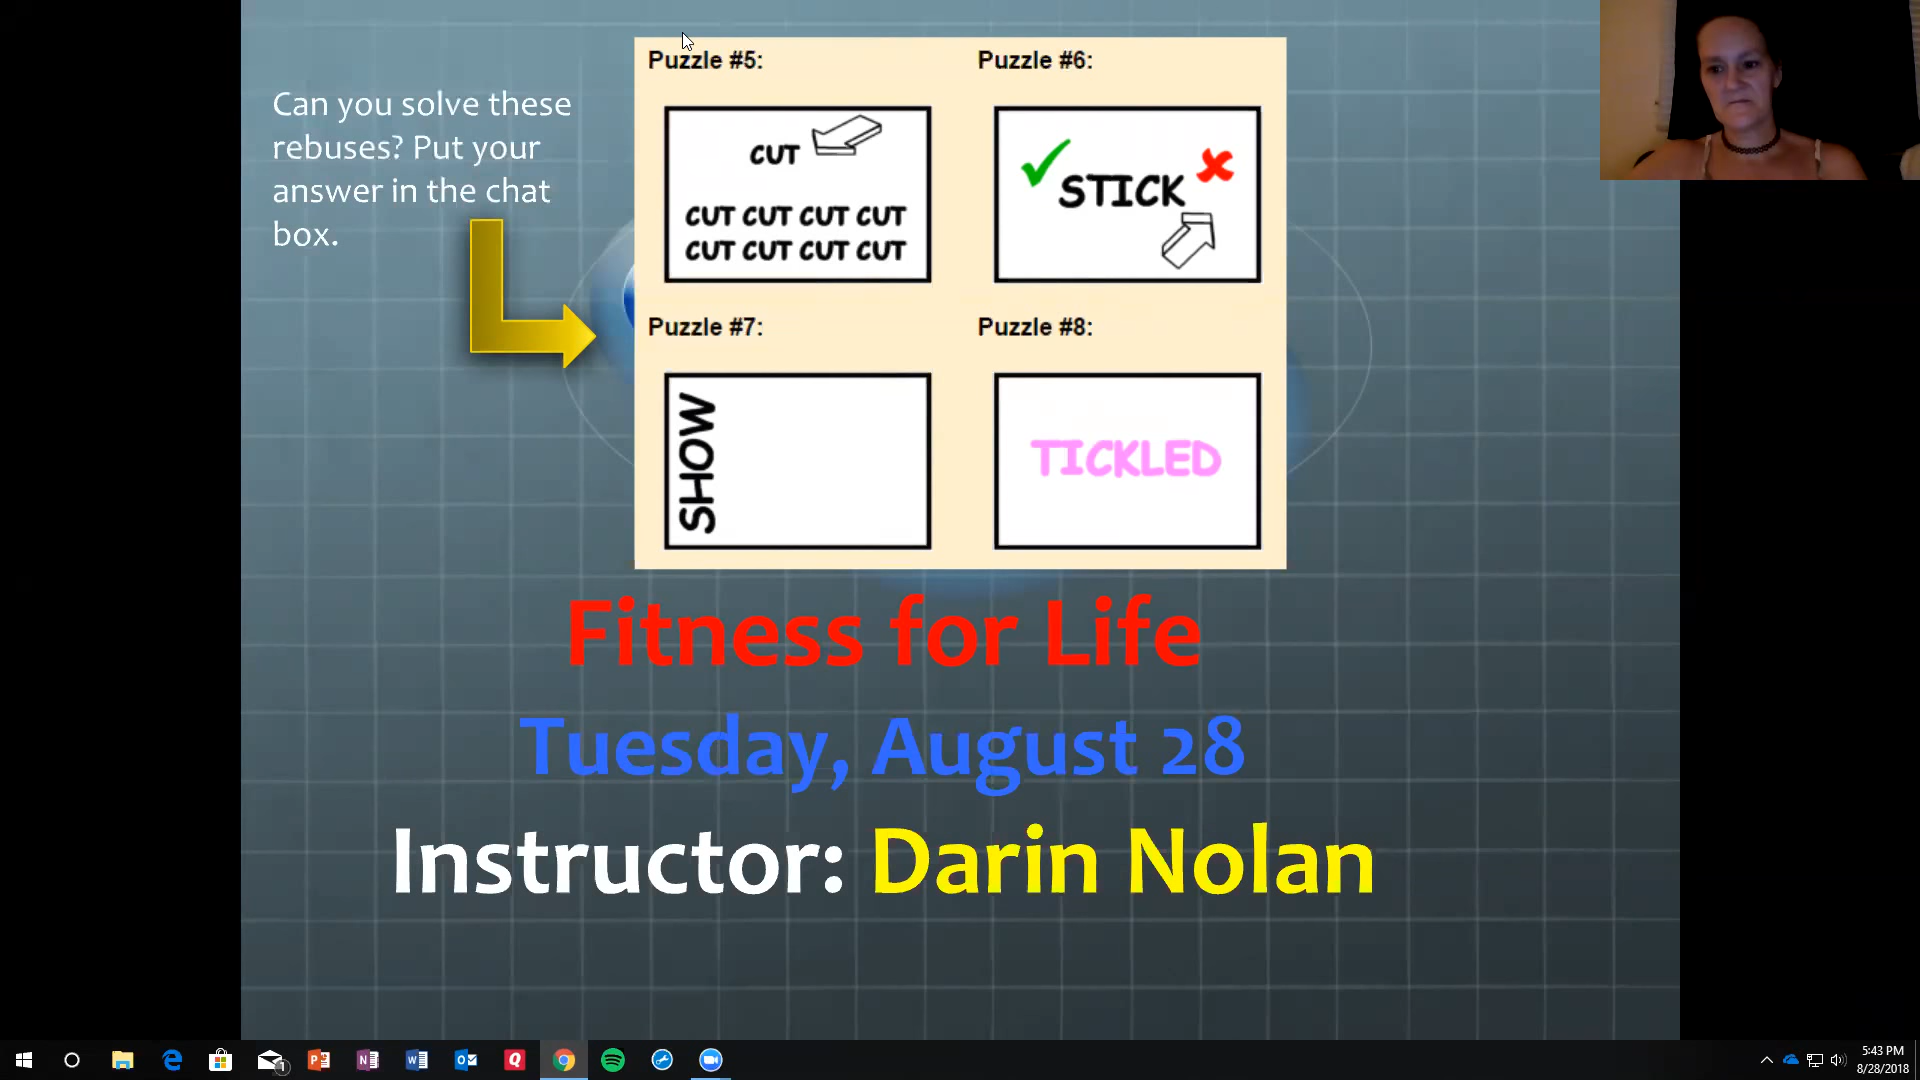 Can you solve these
rebuses? Put your
answer in the chat
box.
Puzzle #5:
CUT
CUT CUT CUT CUT
CUT CUT CUT CUT
Puzzle #6:
STICK
Puzzle #7:
SHOW
Puzzle #8:
TICKLED
Fitness for Life
Tuesday, August 28
Instructor: Darin Nolan
5:43 PM
8/28/2018